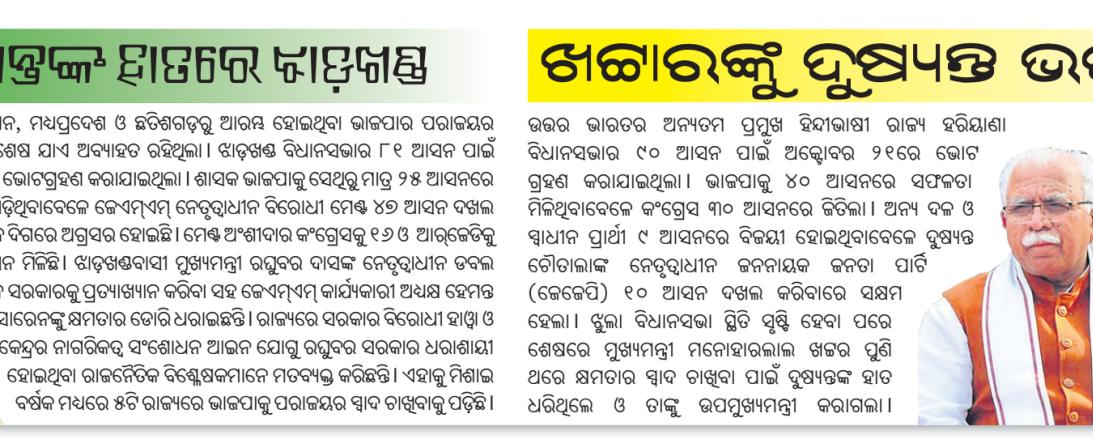 ହାତରେ ଝାଡ଼ଖଣ୍ଡ
ମଧ୍ୟପ୍ରଦେଶ ଓ ଛତିଶଗଡ଼ରୁ ଆରମ୍ଭ ହୋଇଥିବା ଭାଜପାର ପରାଜୟର
ଯାଏ ଅବ୍ୟାହତ ରହିଥିଲା। ଝାଡ଼ଖଣ୍ଡ ବିଧାନସଭାର ୮୧ ଆସନ ପାଇଁ
ଭୋଟଗ୍ରହଣ କରାଯାଇଥିଲା। ଶାସକ ଭାଜପାକୁ ସେଥିରୁ ମାତ୍ର ୨୫ ଆସନରେ
ଜେଏମ୍ଏମ୍ ନେତୃତ୍ୱାଧୀନ ବିରୋଧୀ ମେଣ୍ଟ ୪୭ ଆସନ ଦଖଲ
ଦିଗରେ ଅଗ୍ରସର ହୋଇଛି। ମେଣ୍ଟ ଅଂଶୀଦାର କଂଗ୍ରେସକୁ ୧୬ ଓ ଆର୍‌ଜେଡିକୁ
ମିଳିଛି। ଝାଡ଼ଖଣ୍ଡବାସୀ ମୁଖ୍ୟମନ୍ତ୍ରୀ ରଘୁବର ଦାସଙ୍କ ନେତୃତ୍ୱାଧୀନ ଡବଲ
ସରକାରକୁ ପ୍ରତ୍ୟାଖ୍ୟାନ କରିବା ସହ ଜେଏମ୍ଏମ୍ କାର୍ଯ୍ୟକାରୀ ଅଧ୍ୟକ୍ଷ ହେମନ୍ତ
ସୋରେନଙ୍କୁ କ୍ଷମତାର ଡୋରି ଧରାଇଛନ୍ତି। ରାଜ୍ୟରେ ସରକାର ବିରୋଧୀ ହାୱା ଓ
କେନ୍ଦ୍ରର ନାଗରିକତ୍ୱ ସଂଶୋଧନ ଆଇନ ଯୋଗୁ ରଘୁବର ସରକାର ଧରାଶାୟୀ
ହୋଇଥିବା ରାଜନୈତିକ ବିଶ୍ଳେଷକମାନେ ମତବ୍ୟକ୍ତ କରିଛନ୍ତି। ଏହାକୁ ମିଶାଇ
ବର୍ଷକ ମଧ୍ୟରେ ୫ଟି ରାଜ୍ୟରେ ଭାଜପାକୁ ପରାଜୟର ସ୍ୱାଦ ଚାଖିବାକୁ ପଡ଼ିଛି।
ଖଟ୍ଟାରଙ୍କୁ ଦୁଷ୍ୟନ୍ତ
ଉତ୍ତର ଭାରତର ଅନ୍ୟତମ ପ୍ରମୁଖ ହିନ୍ଦୀଭାଷୀ ରାଜ୍ୟ ହରିୟାଣା
ବିଧାନସଭାର ୯୦ ଆସନ ପାଇଁ ଅକ୍ଟୋବର ୨୧ରେ ଭୋଟ
ଗ୍ରହଣ କରାଯାଇଥିଲା। ଭାଜପାକୁ ୪୦ ଆସନରେ ସଫଳତା
ମିଳିଥିବାବେଳେ କଂଗ୍ରେସ ୩୦ ଆସନରେ ଜିତିଲା। ଅନ୍ୟ ଦଳ ଓ
ସ୍ୱାଧୀନ ପ୍ରାର୍ଥୀ ୯ ଆସନରେ ବିଜୟୀ ହୋଇଥିବାବେଳେ ଦୁଷ୍ୟନ୍ତ
ଚୌତାଲାଙ୍କ ନେତୃତ୍ୱାଧୀନ ଜନନାୟକ ଜନତା ପାର୍ଟି
(ଜେଜେପି) ୧୦ ଆସନ ଦଖଲ କରିବାରେ ସକ୍ଷମ
ହେଲା। ଝୁଲା ବିଧାନସଭା ସ୍ଥିତି ସୃଷ୍ଟି ହେବା ପରେ
ଶେଷରେ ମୁଖ୍ୟମନ୍ତ୍ରୀ ମନୋହାରଲାଲ ଖଟ୍ଟର ପୁଣି
ଥରେ କ୍ଷମତାର ସ୍ୱାଦ ଚାଖିବା ପାଇଁ ଦୁଷ୍ୟନ୍ତଙ୍କ ହାତ
ଧରିଥିଲେ ଓ ତାଙ୍କୁ ଉପମୁଖ୍ୟମନ୍ତ୍ରୀ କରାଗଲା।